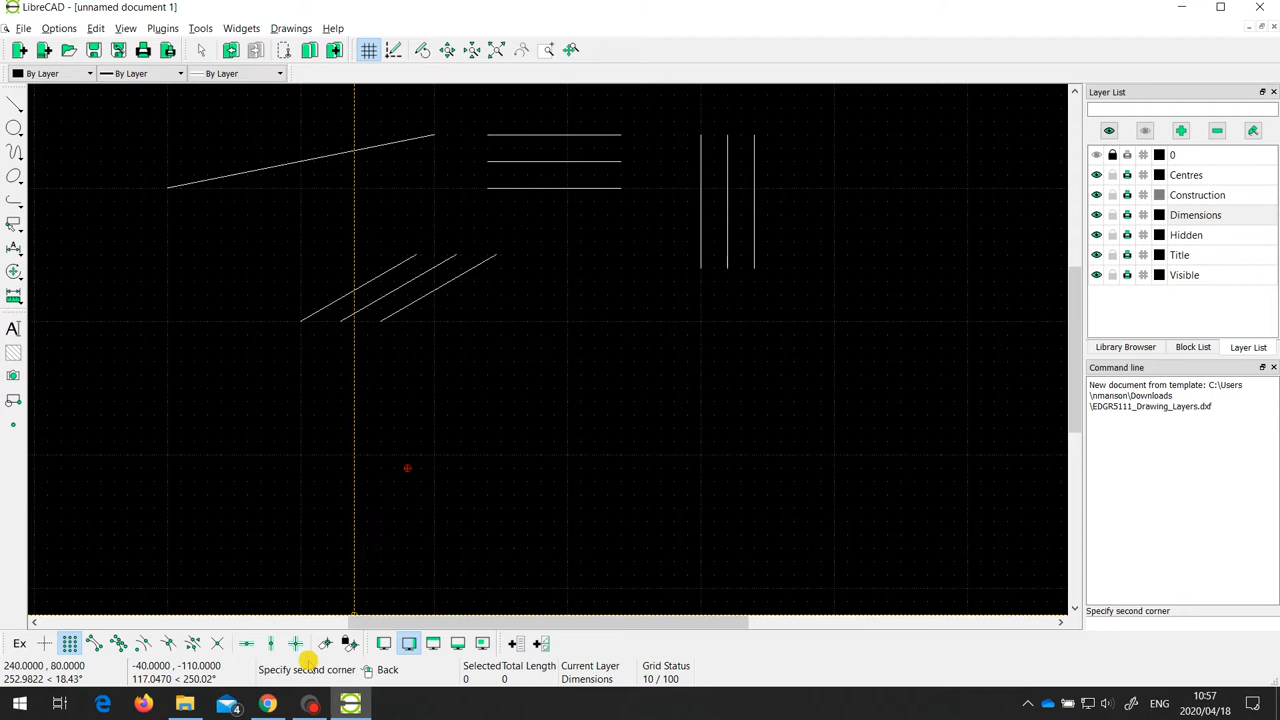 LibreCAD - [unnamed document 1]
File Options Edit View Plugins Tools Widgets Drawings Help
By Layer By Layer By Layer
Layer List
0
Centres
Construction
Dimensions
Hidden
Title
Visible
Library Browser Block List Layer List
Command line
New document from template: C:\Users
\nmanson\Downloads
\EDGR5111_Drawing_Layers.dxf
Specify second corner
Ex
240.0000 , 80.0000
252.9822 < 18.43°
-40.0000 , -110.0000
117.0470 < 250.02°
Specify second corner Back
Selected Total Length
0 0
Current Layer
Dimensions
Grid Status
10 / 100
4
ENG
10:57
2020/04/18